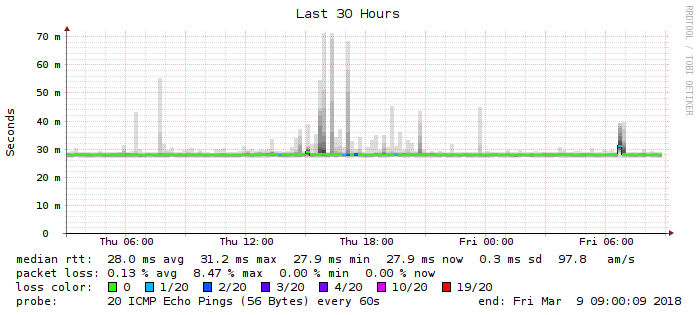 Last 30 Hours
RRDTOOL / TOBI OETIKER
Seconds
70 m
60 m
50 m
40 m
30 m
20 m
10 m
0
Thu 06:00 Thu 12:00 Thu 18:00 Fri 00:00 Fri 06:00
median rtt: 28.0 ms avg 31.2 ms max 27.9 ms min 27.9 ms now 0.3 ms sd 97.8 am/s
packet loss: 0.13 % avg 8.47 % max 0.00 % min 0.00 % now
loss color: 0 1/20 2/20 3/20 4/20 10/20 19/20
probe: 20 ICMP Echo Pings (56 Bytes) every 60s end: Fri Mar 9 09:00:09 2018